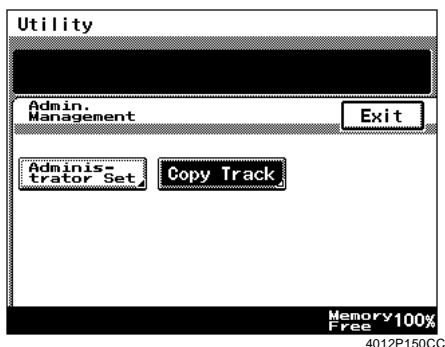 Utility
Admin.
Management
Exit
Adminis-
trator Set
Copy Track
Memory 100%
Free
4012P150CC